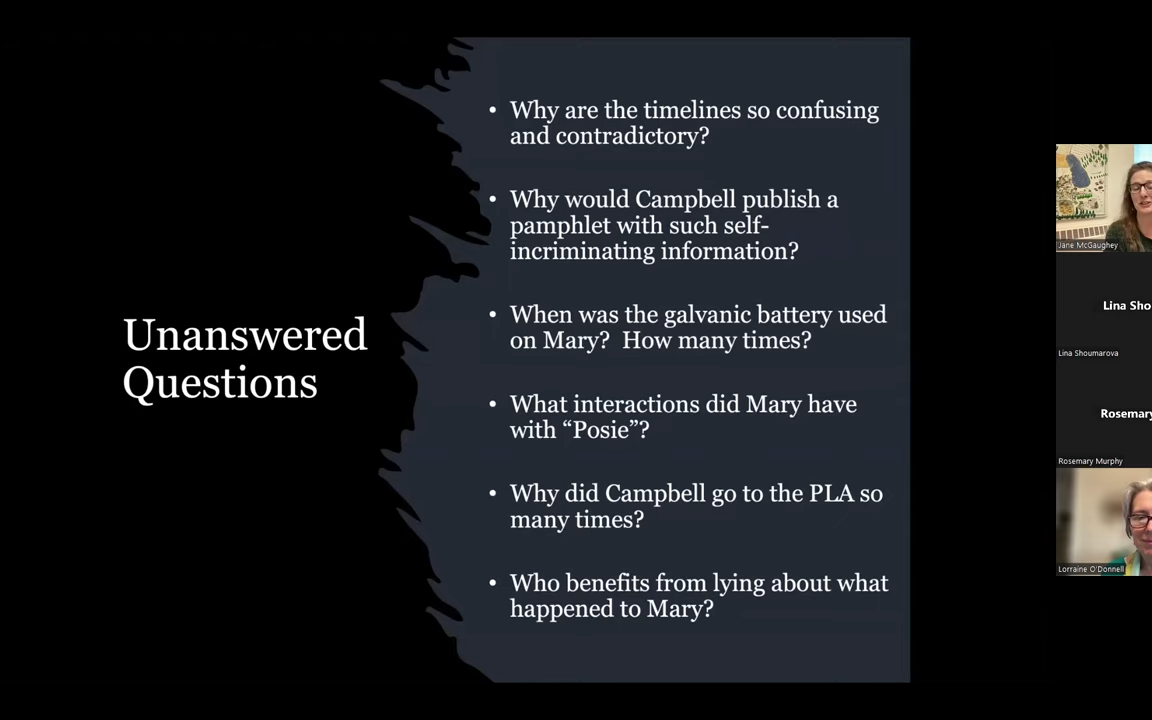 Unanswered
Questions
• Why are the timelines so confusing
and contradictory?
• Why would Campbell publish a
pamphlet with such self-
incriminating information?
• When was the galvanic battery used
on Mary?  How many times?
• What interactions did Mary have
with “Posie”?
• Why did Campbell go to the PLA so
many times?
• Who benefits from lying about what
happened to Mary?
Jane McGaughey
Lina Sho
Lina Shoumarova
Rosemary
Rosemary Murphy
Lorraine O'Donnell